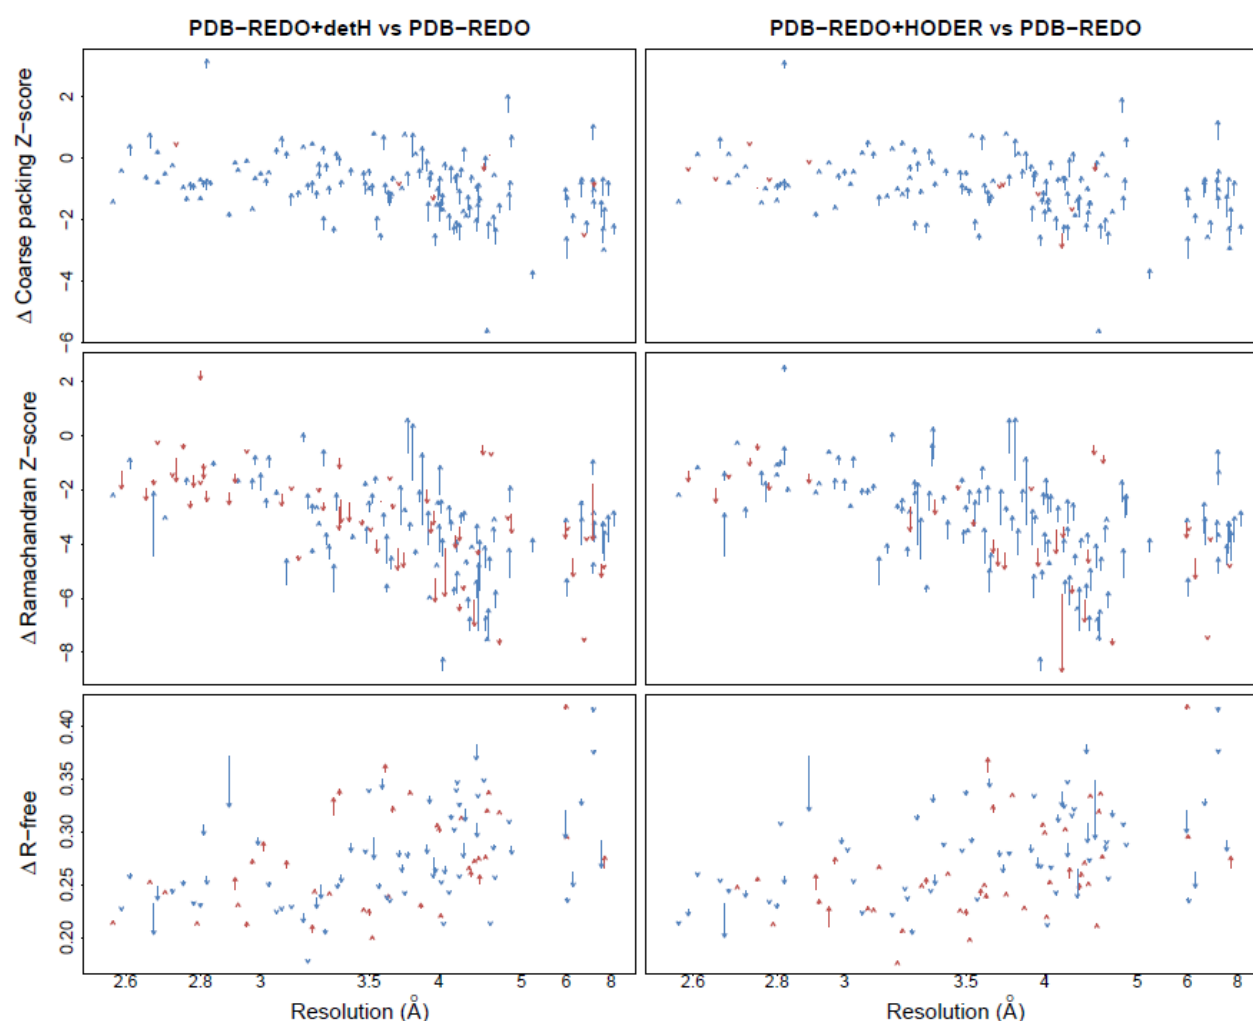 PDB−REDO+detH vs PDB−REDO
PDB−REDO+HODER vs PDB−REDO
Δ Coarse packing Z−score
2
0
−2
−4
−6
Δ Ramachandran Z−score
2
0
−2
−4
−6
−8
Δ R−free
0.40
0.35
0.30
0.25
0.20
2.6 2.8 3 3.5 4 5 6 8
2.6 2.8 3 3.5 4 5 6 8
Resolution (Å)
Resolution (Å)